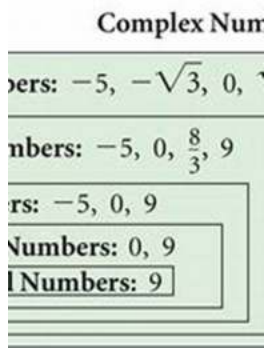 Complex Num
bers: −5, −√3, 0, √
mbers: −5, 0, 8/3, 9
rs: −5, 0, 9
Numbers: 0, 9
l Numbers: 9